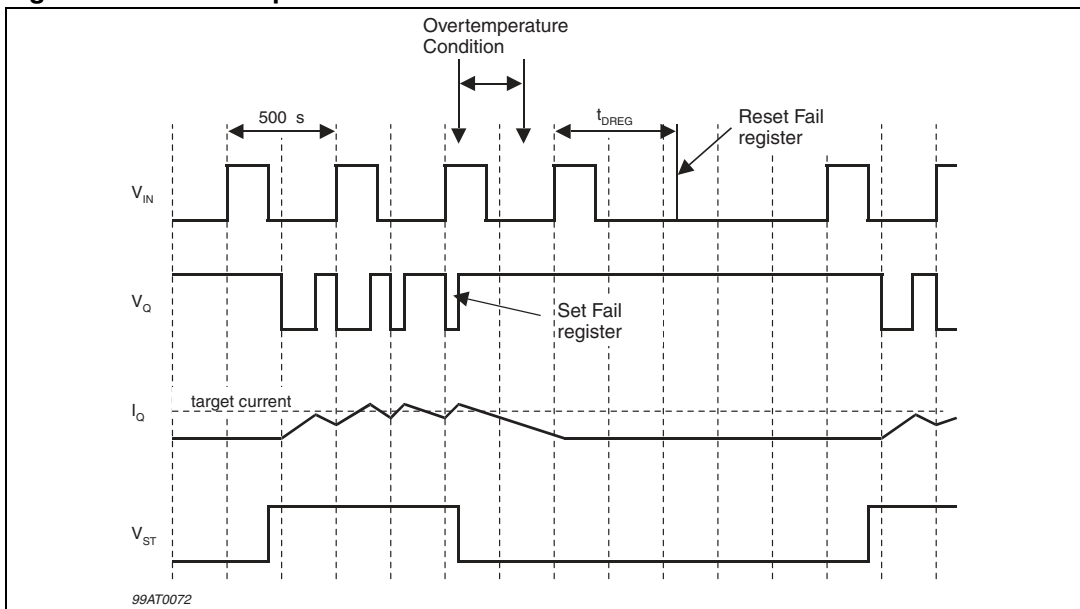 Overtemperature
Condition
500 s
t_DREG
Reset Fail
register
V_IN
V_Q
Set Fail
register
target current
I_Q
V_ST
99AT0072